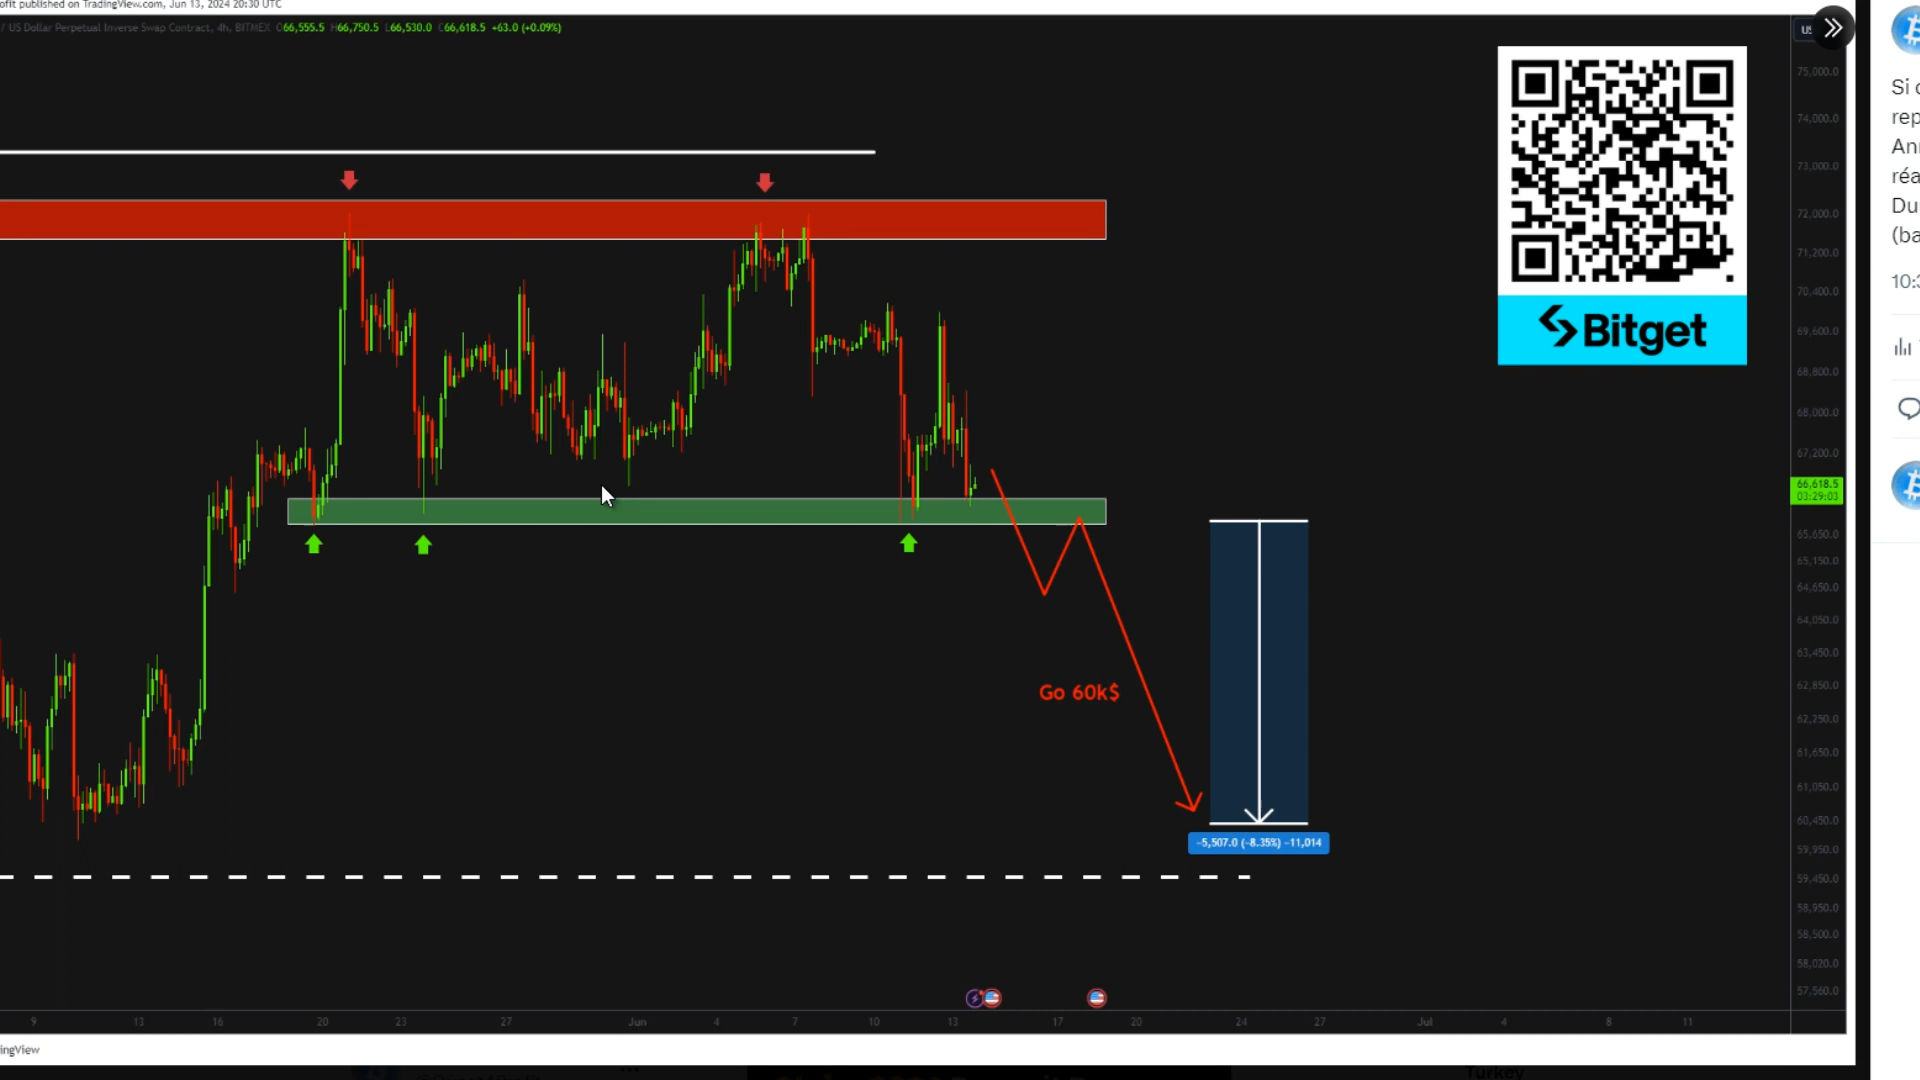 ofit published on TradingView.com, Jun 13, 2024 20:30 UTC
/ US Dollar Perpetual Inverse Swap Contract, 4h, BITMEX O66,555.5 H66,750.5 L66,530.0 C66,618.5 +63.0 (+0.09%)
US
75,000.0
74,000.0
73,000.0
72,000.0
71,200.0
70,400.0
69,600.0
68,800.0
68,000.0
67,200.0
66,618.5
03:29:03
65,650.0
65,150.0
64,650.0
64,050.0
63,450.0
62,850.0
62,250.0
61,650.0
61,050.0
60,450.0
59,950.0
59,450.0
58,950.0
58,500.0
58,020.0
57,560.0
Bitget
Go 60k$
-5,507.0 (-8.35%) -11,014
9 13 16 20 23 27 Jun 4 7 10 13 17 20 24 27 Jul 4 8 11
ingView
Si
rep
An
réa
Du
(ba
10:3
Turkey